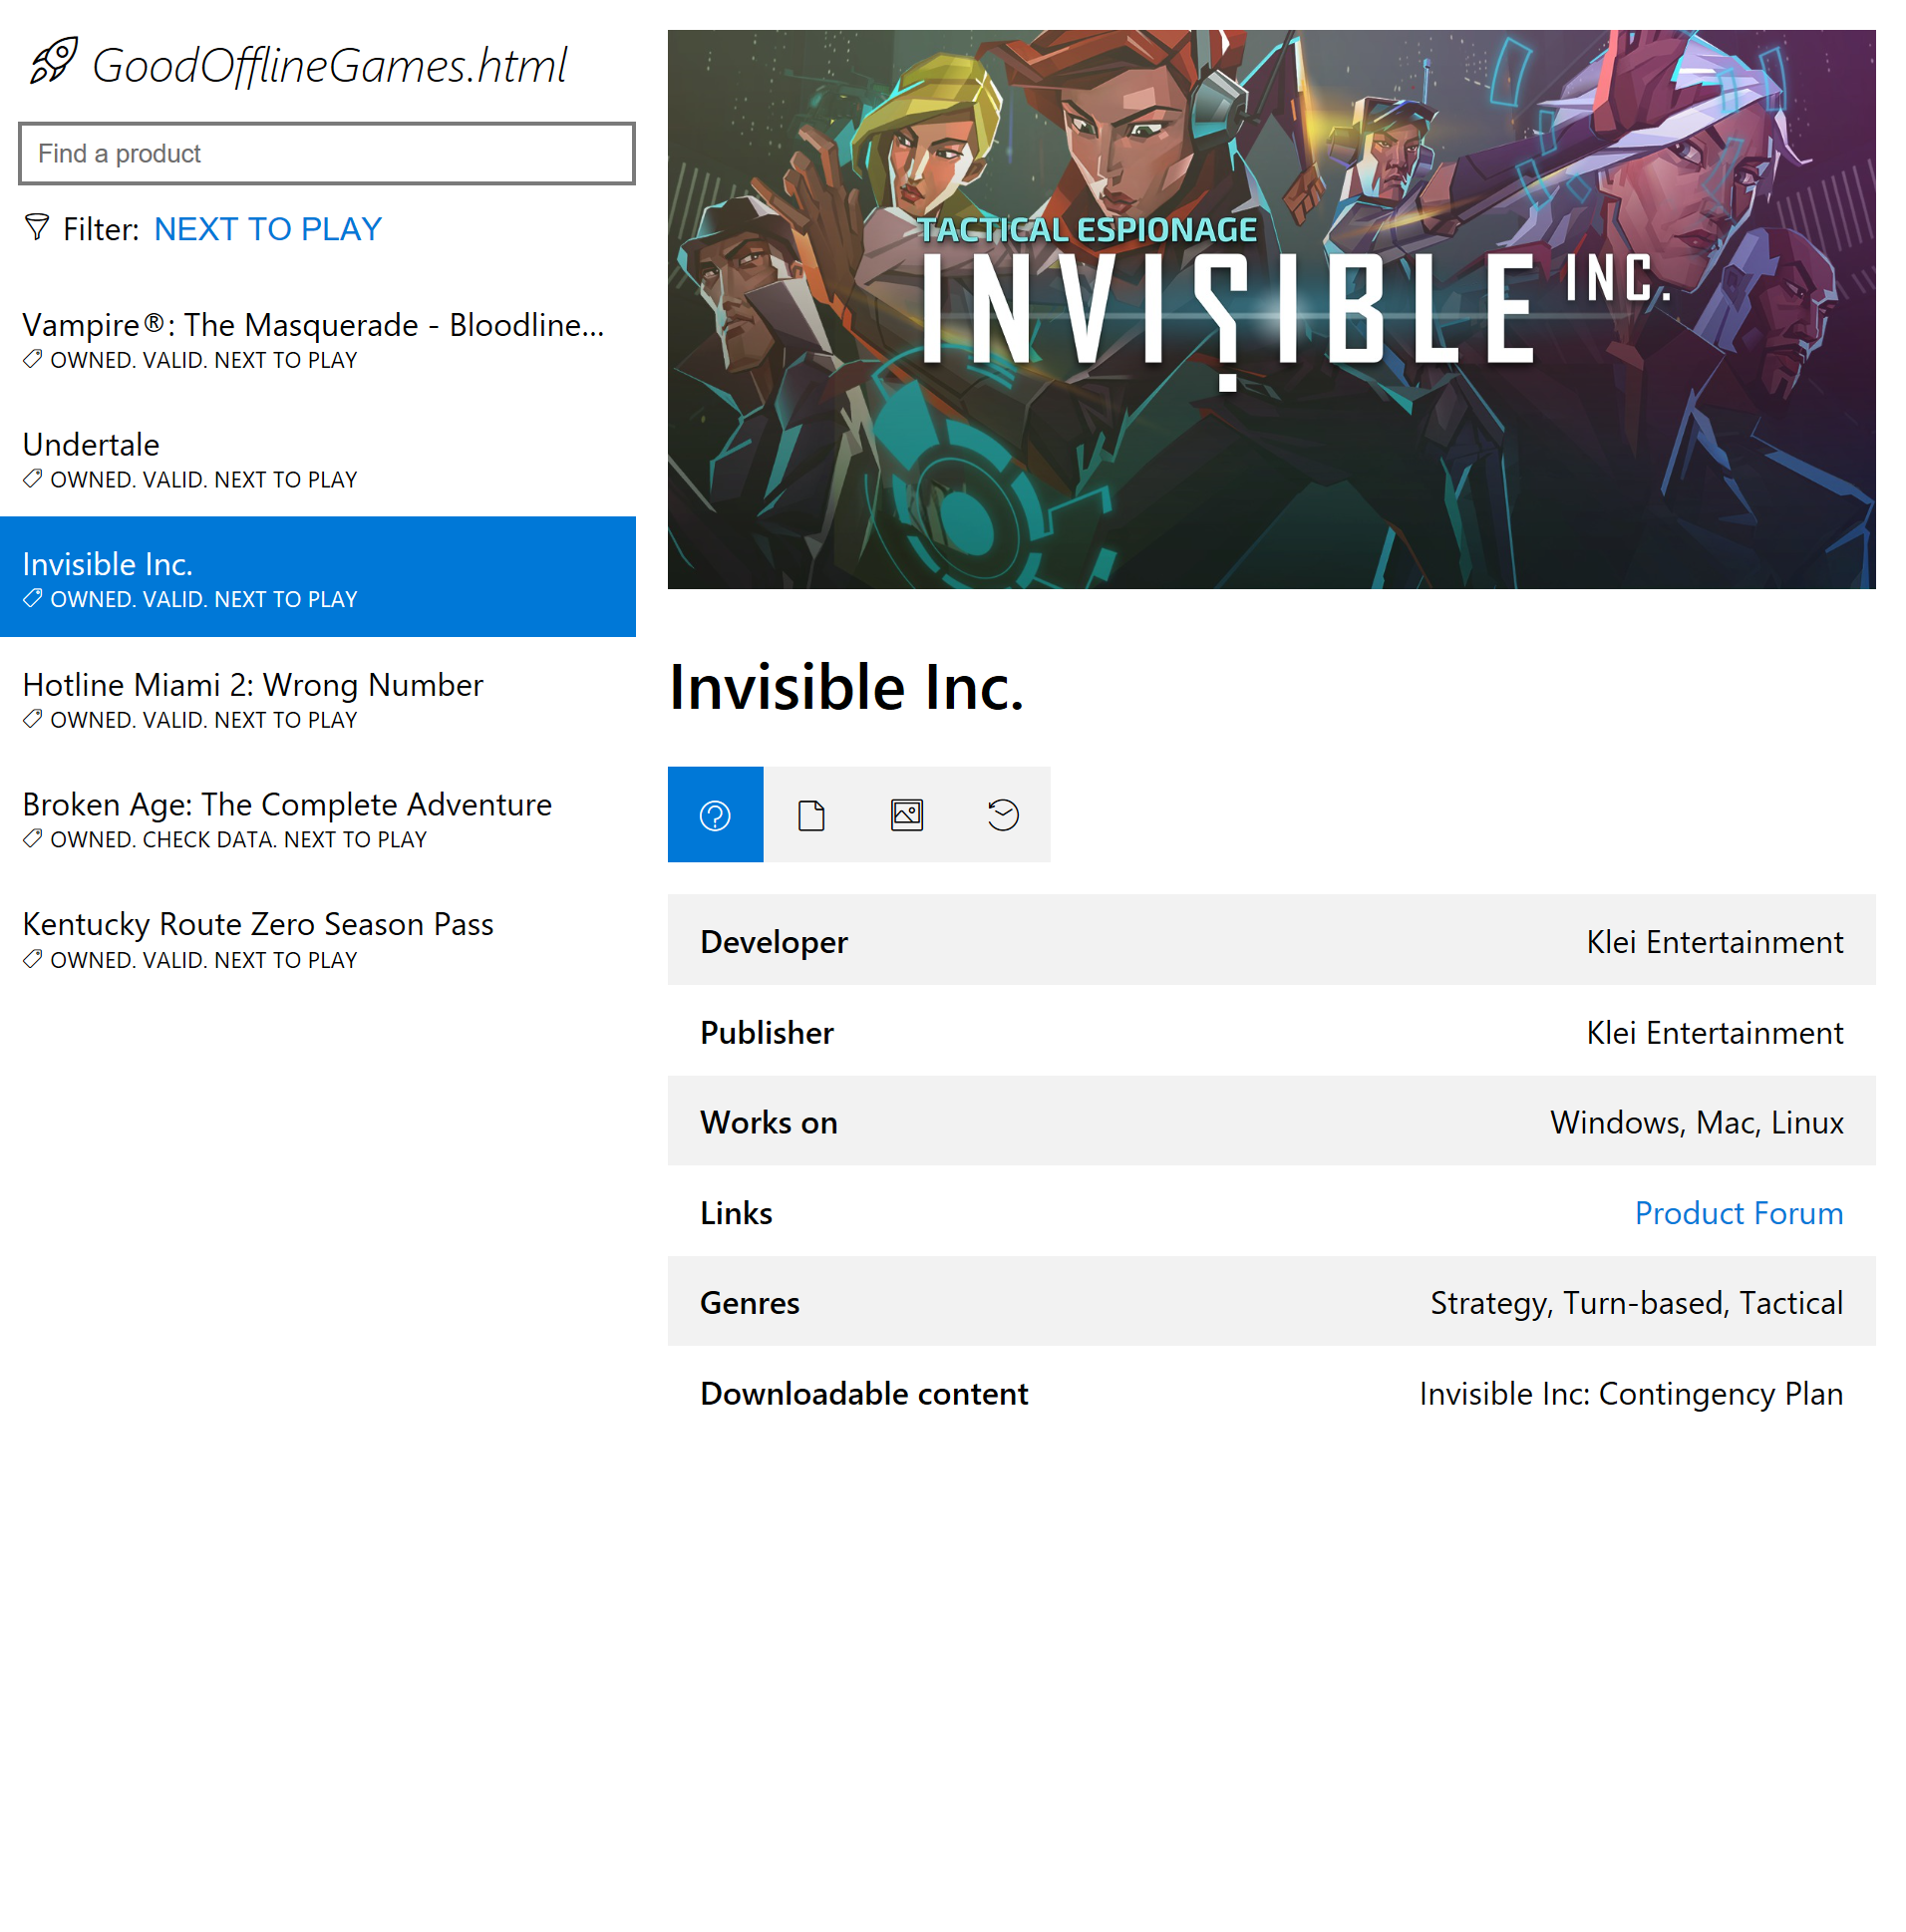 GoodOfflineGames.html
Find a product
Filter: NEXT TO PLAY
Vampire®: The Masquerade - Bloodline...
OWNED. VALID. NEXT TO PLAY
Undertale
OWNED. VALID. NEXT TO PLAY
Invisible Inc.
OWNED. VALID. NEXT TO PLAY
Hotline Miami 2: Wrong Number
OWNED. VALID. NEXT TO PLAY
Broken Age: The Complete Adventure
OWNED. CHECK DATA. NEXT TO PLAY
Kentucky Route Zero Season Pass
OWNED. VALID. NEXT TO PLAY
TACTICAL ESPIONAGE
INVISIBLE INC.
Invisible Inc.
Developer Klei Entertainment
Publisher Klei Entertainment
Works on Windows, Mac, Linux
Links Product Forum
Genres Strategy, Turn-based, Tactical
Downloadable content Invisible Inc: Contingency Plan